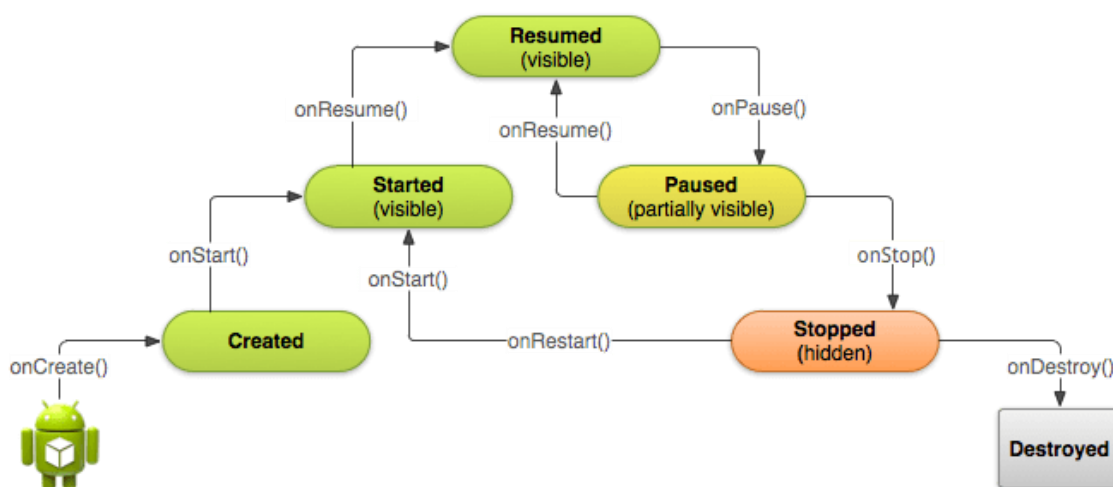 Resumed
(visible)
onResume()
onResume()
onPause()
Started
(visible)
Paused
(partially visible)
onStart()
onStart()
onStop()
Created
onRestart()
Stopped
(hidden)
onCreate()
onDestroy()
Destroyed